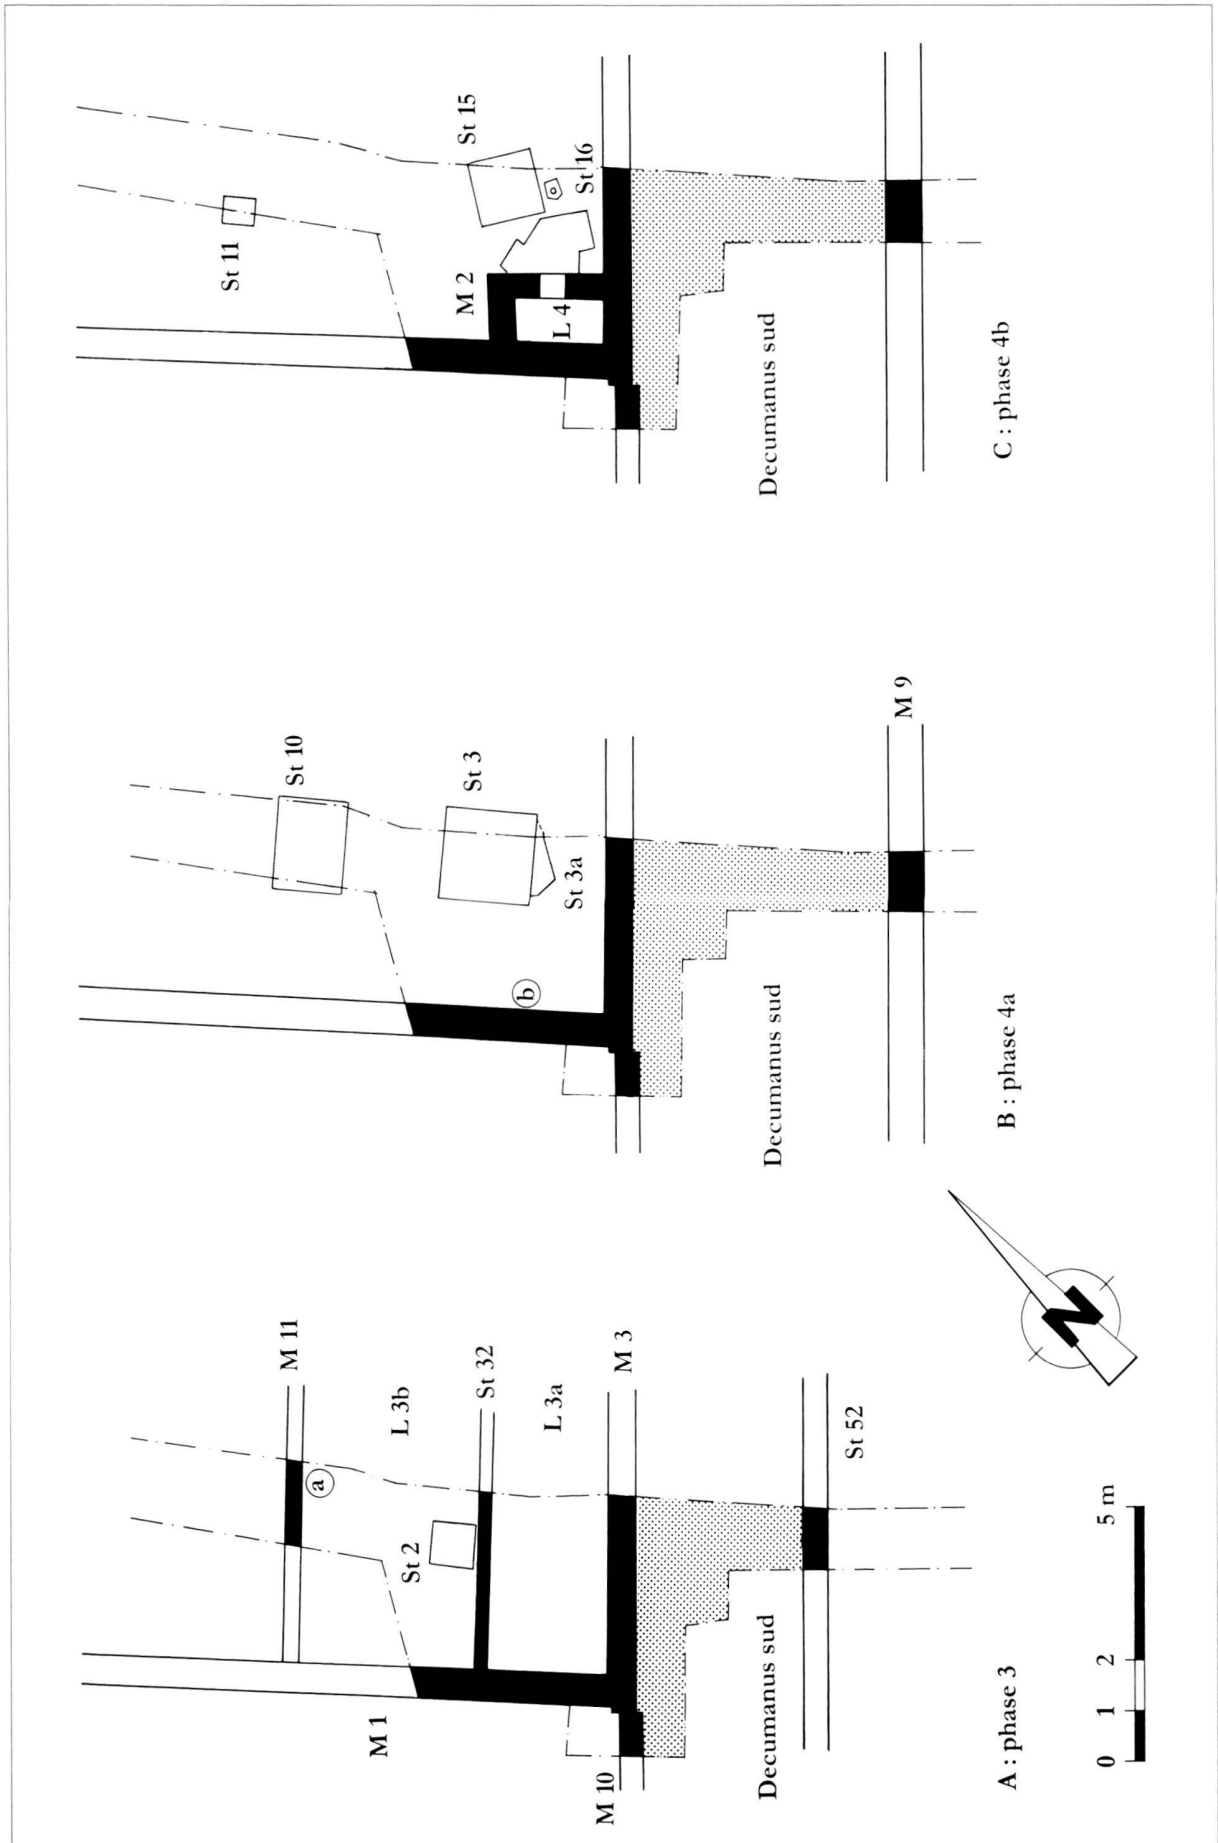 M 1
M 10
M 11
a
L 3b
St 2
St 32
L 3a
M 3
Decumanus sud
St 52
A : phase 3
0 1 2 5 m
N
St 10
St 3
St 3a
b
Decumanus sud
M 9
B : phase 4a
St 11
St 15
St 16
M 2
L 4
Decumanus sud
C : phase 4b